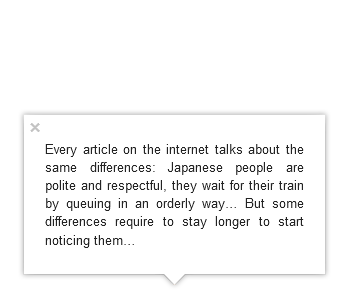 Every article on the internet talks about the
same differences: Japanese people are
polite and respectful, they wait for their train
by queuing in an orderly way… But some
differences require to stay longer to start
noticing them…